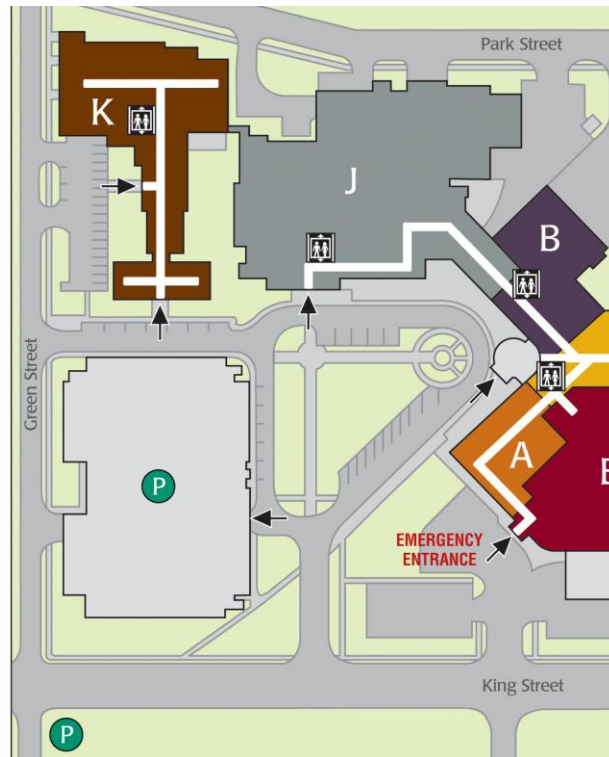 Park Street
K
J
B
Green Street
A
E
P
EMERGENCY
ENTRANCE
King Street
P